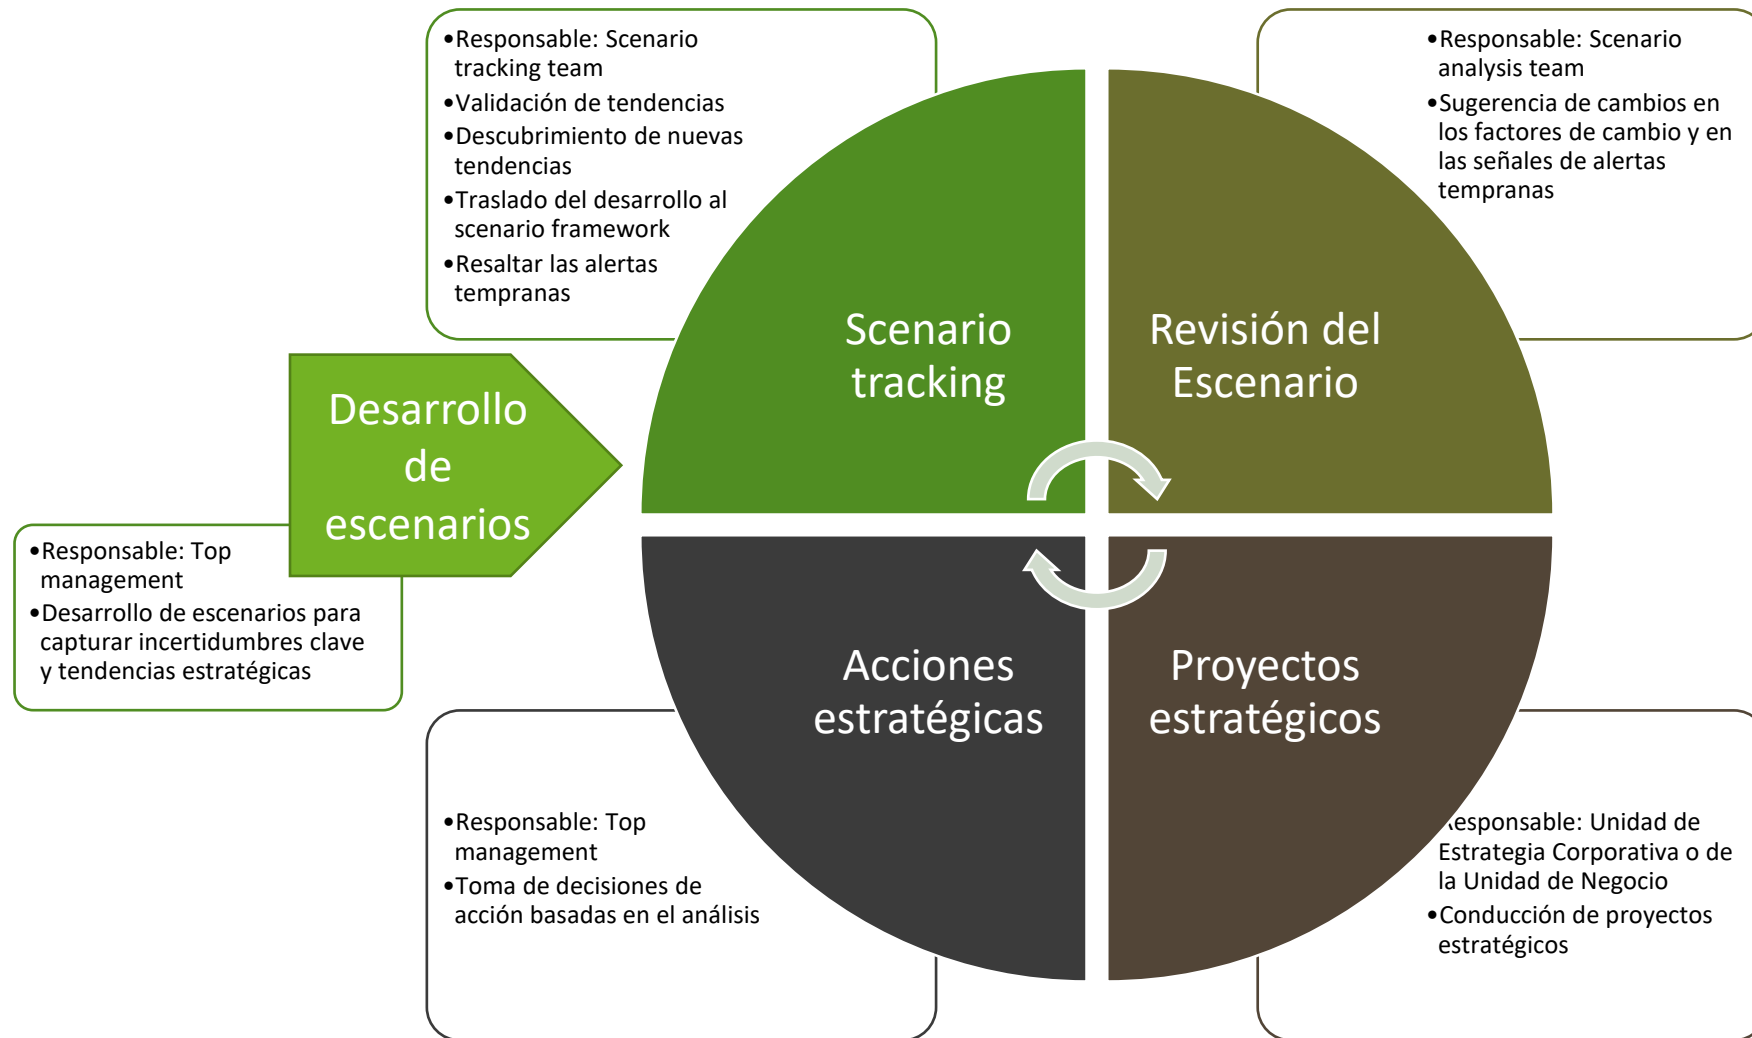 •Responsable: Scenario
tracking team
•Validación de tendencias
•Descubrimiento de nuevas
tendencias
•Traslado del desarrollo al
scenario framework
•Resaltar las alertas
tempranas
•Responsable: Scenario
analysis team
•Sugerencia de cambios en
los factores de cambio y en
las señales de alertas
tempranas
Scenario
tracking
Revisión del
Escenario
Desarrollo
de
escenarios
•Responsable: Top
management
•Desarrollo de escenarios para
capturar incertidumbres clave
y tendencias estratégicas
Acciones
estratégicas
Proyectos
estratégicos
•Responsable: Top
management
•Toma de decisiones de
acción basadas en el análisis
Responsable: Unidad de
Estrategia Corporativa o de
la Unidad de Negocio
•Conducción de proyectos
estratégicos